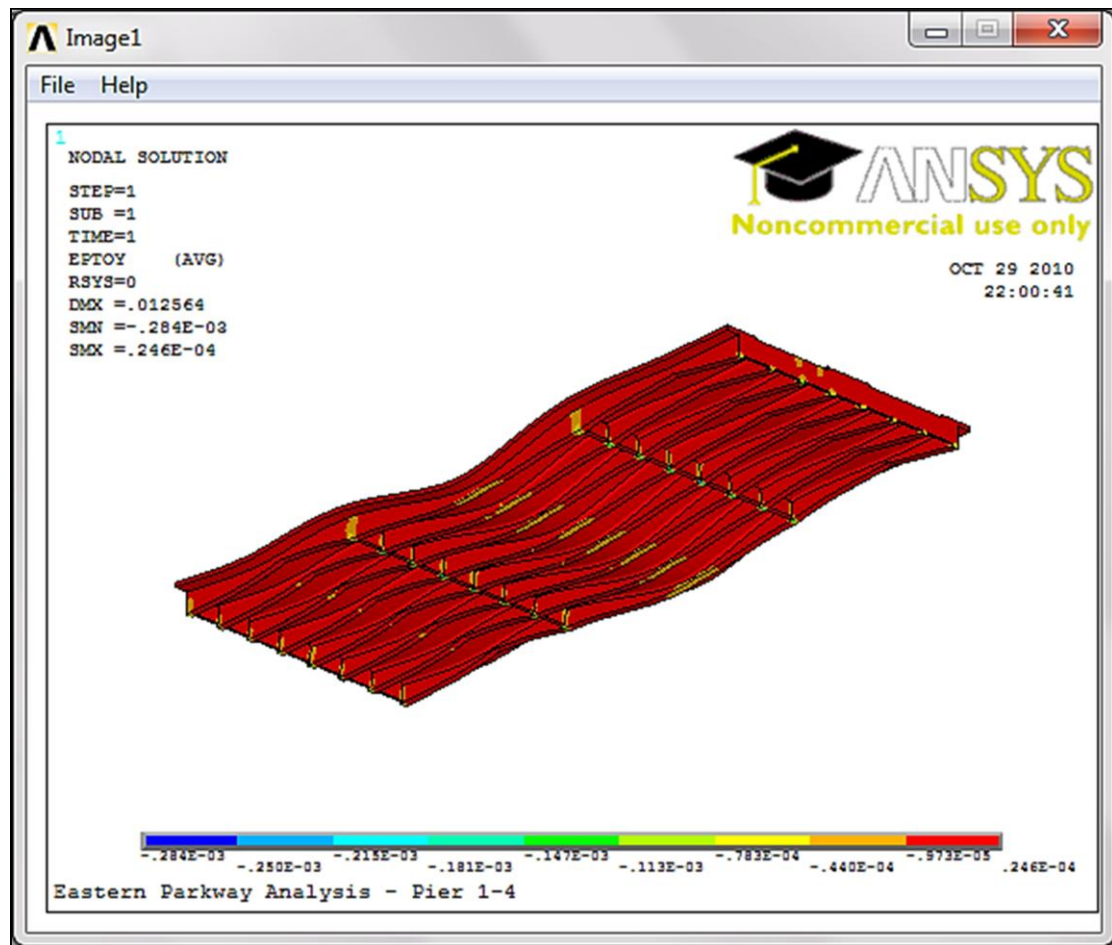 Image1
File Help
1
NODAL SOLUTION
STEP=1
SUB =1
TIME=1
EPTOY (AVG)
RSYS=0
DMX =.012564
SMN =-.284E-03
SMX =.246E-04
ANSYS
Noncommercial use only
OCT 29 2010
22:00:41
-.284E-03 -.215E-03 -.147E-03 -.783E-04 -.973E-05
-.250E-03 -.181E-03 -.113E-03 -.440E-04 .246E-04
Eastern Parkway Analysis - Pier 1-4